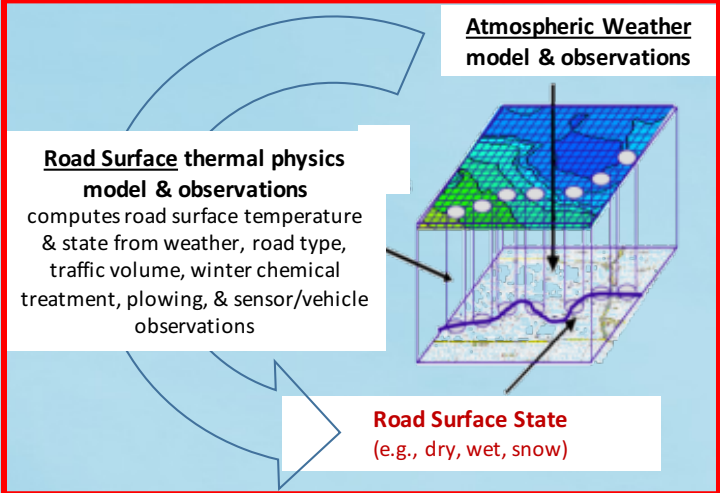 Atmospheric Weather
model & observations
Road Surface thermal physics
model & observations
computes road surface temperature
& state from weather, road type,
traffic volume, winter chemical
treatment, plowing, & sensor/vehicle
observations
Road Surface State
(e.g., dry, wet, snow)